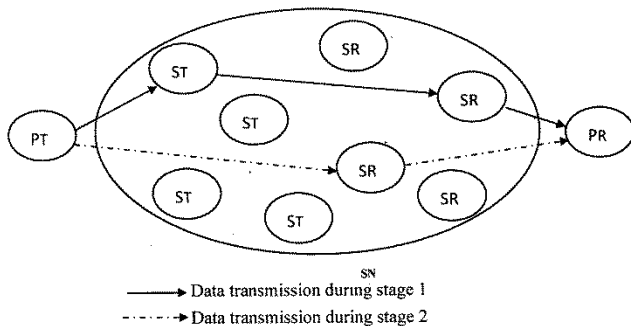 SR
ST
SR
ST
PT
PR
SR
ST
SR
ST
SN
Data transmission during stage 1
Data transmission during stage 2